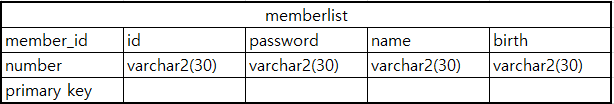 memberlist
member_id id password name birth
number varchar2(30) varchar2(30) varchar2(30) varchar2(30)
primary key